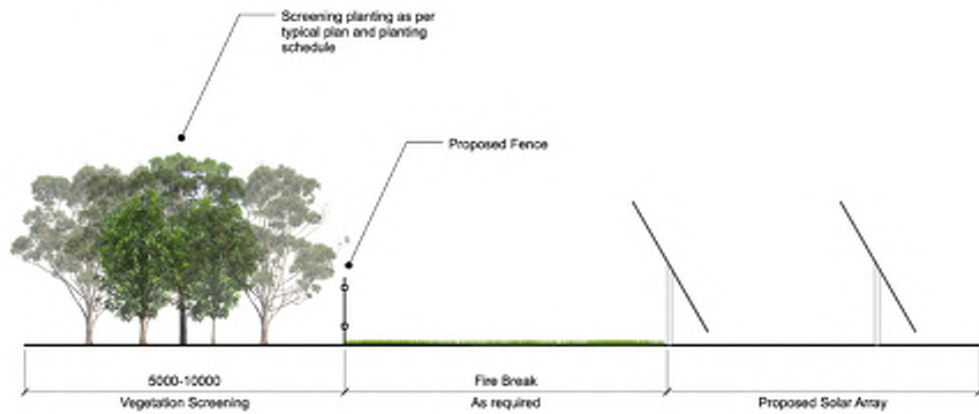 Screening planting as per
typical plan and planting
schedule
Proposed Fence
5000-10000
Fire Break
Vegetation Screening
As required
Proposed Solar Array